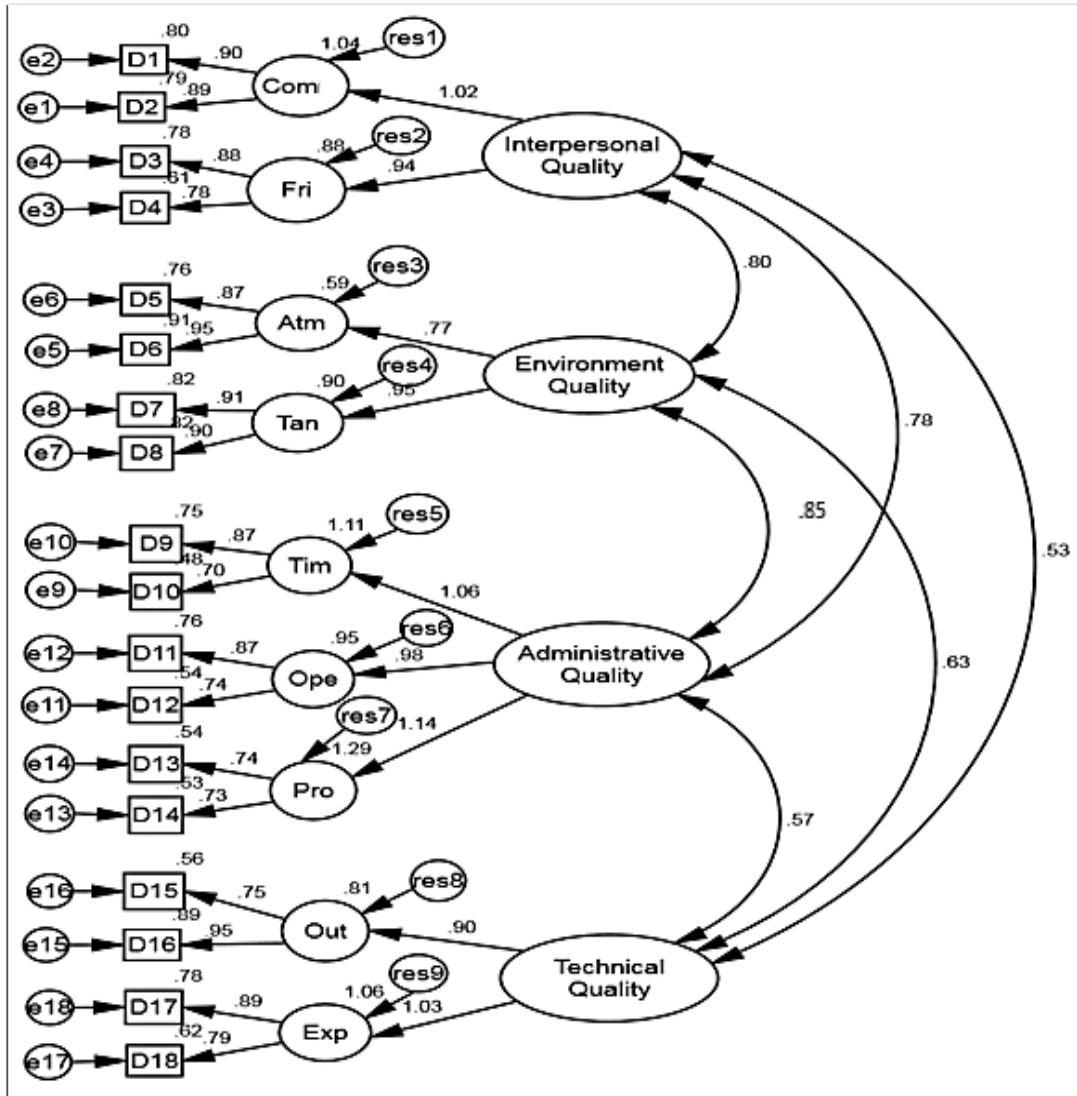 .80
1.04
res1
e2
D1
.90
Com
.79
1.02
e1
D2
.89
.78
res2
Interpersonal
Quality
e4
D3
.88
.88
.94
.61
Fri
e3
D4
.78
.76
res3
.80
e6
D5
.87
.59
Atm
.91
.77
e5
D6
.95
Environment
Quality
.82
.90
res4
.95
e8
D7
.91
Tan
.82
.78
e7
D8
.90
.75
1.11
res5
.85
e10
D9
.87
Tim
.53
.48
e9
D10
.70
1.06
.76
.95
res6
e12
D11
.87
.98
Administrative
Quality
.63
.54
Ope
e11
D12
.74
res7
1.14
.54
1.29
e14
D13
.74
Pro
.53
e13
D14
.73
.57
.56
res8
e16
D15
.75
.81
.89
Out
.90
e15
D16
.95
Technical
Quality
.78
res9
1.06
e18
D17
.89
1.03
.62
Exp
e17
D18
.79